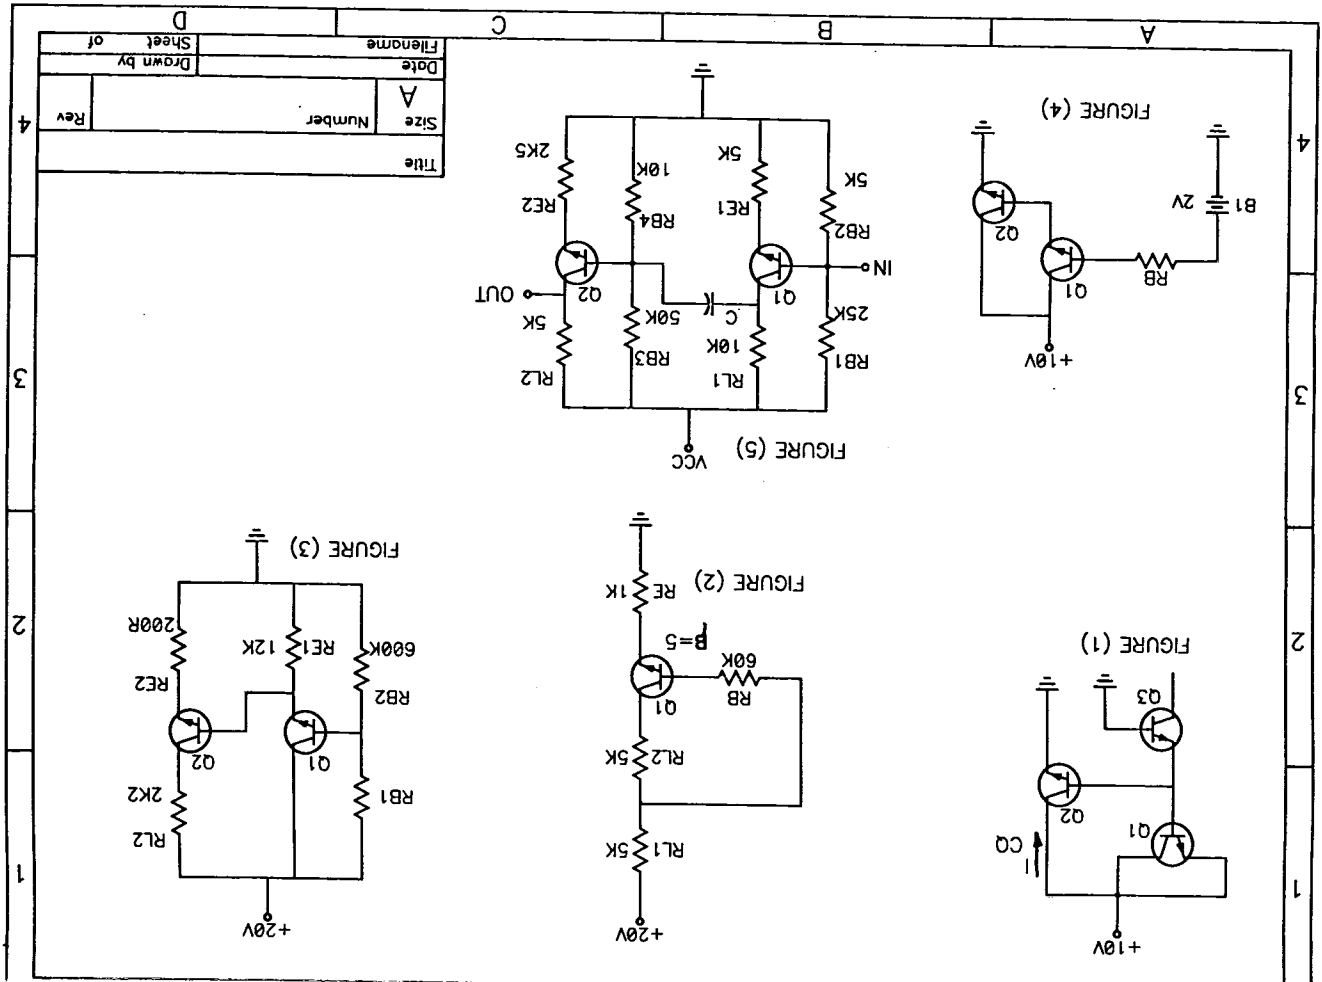 +10V
Q1
I
CQ
Q2
Q3
FIGURE (1)
+20V
RL1
5K
RL2
5K
RB
60K
Q1
B=5
RE
1K
FIGURE (2)
+20V
RB1
RL2
2K2
Q1
Q2
RB2
600K
RE1
12K
RE2
200R
FIGURE (3)
+10V
RB
Q1
Q2
B1
2V
FIGURE (4)
FIGURE (5)
VCC
RB1
25K
RL1
10K
RB3
50K
RL2
5K
C
OUT
IN
Q1
Q2
RB2
5K
RE1
5K
RB4
10K
RE2
2K5
Title
Size
A
Number
Rev
Date
Drawn by
Filename
Sheet of
1
2
3
4
1
2
3
4
A
B
C
D